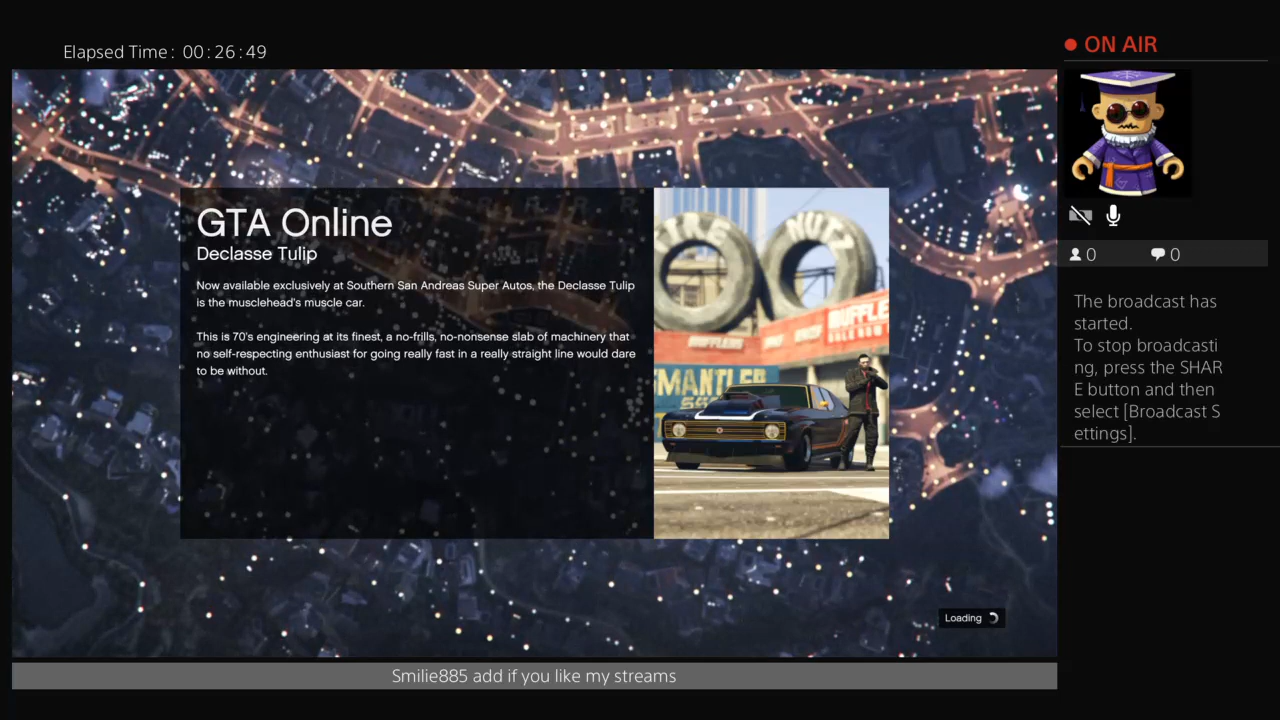 Elapsed Time: 00:26:49
ON AIR
GTA Online
Declasse Tulip
Now available exclusively at Southern San Andreas Super Autos, the Declasse Tulip
is the musclehead's muscle car.
This is 70's engineering at its finest, a no-frills, no-nonsense slab of machinery that
no self-respecting enthusiast for going really fast in a really straight line would dare
to be without.
NUTZ
MUFFLE
MUFFLERS
SMANTLER
0
0
The broadcast has
started.
To stop broadcasti
ng, press the SHAR
E button and then
select [Broadcast S
ettings].
Loading
Smilie885 add if you like my streams